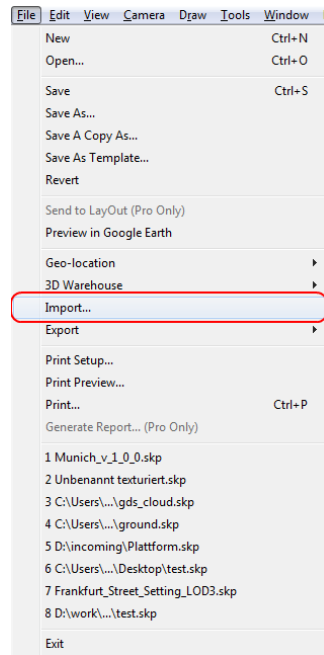 File Edit View Camera Draw Tools Window
New Ctrl+N
Open... Ctrl+O
Save Ctrl+S
Save As...
Save A Copy As...
Save As Template...
Revert
Send to LayOut (Pro Only)
Preview in Google Earth
Geo-location
3D Warehouse
Import...
Export
Print Setup...
Print Preview...
Print... Ctrl+P
Generate Report... (Pro Only)
1 Munich_v_1_0_0.skp
2 Unbenannt texturiert.skp
3 C:\Users\...\gds_cloud.skp
4 C:\Users\...\ground.skp
5 D:\incoming\Plattform.skp
6 C:\Users\...\Desktop\test.skp
7 Frankfurt_Street_Setting_LOD3.skp
8 D:\work\...\test.skp
Exit